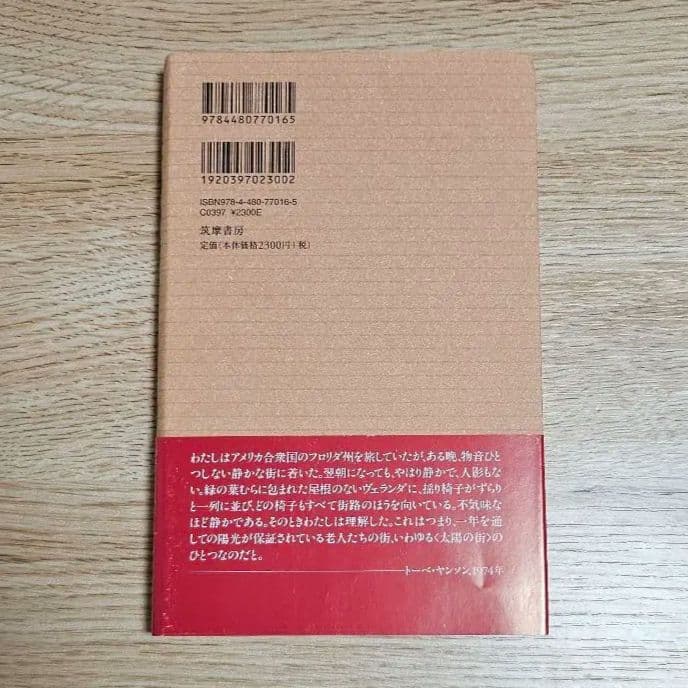 9784480770165
1920397023002
ISBN978-4-480-77016-5
C0397 ¥2300E
筑摩書房
定価(本体価格2300円+税)
わたしはアメリカ合衆国のフロリダ州を旅していたが、ある晩、物音ひと
つしない静かな街に着いた。翌朝になっても、やはり静かで、人影もな
い。緑の葉むらに包まれた屋根のないヴェランダに、揺り椅子がずらり
と一列に並び、どの椅子もすべて街路のほうを向いている。不気味な
ほど静かである。そのときわたしは理解した。これはつまり、一年を通
しての陽光が保証されている老人たちの街、いわゆる〈太陽の街〉の
ひとつなのだと。
——トーベ・ヤンソン、1974年